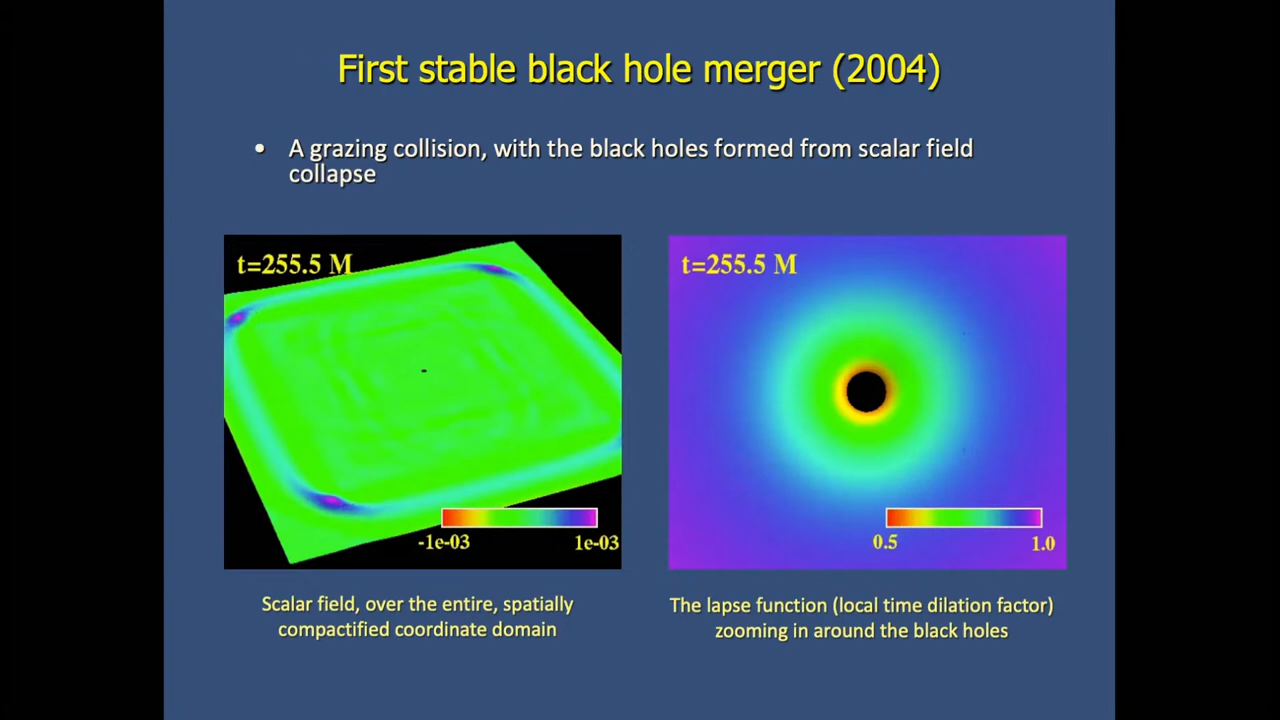 First stable black hole merger (2004)
• A grazing collision, with the black holes formed from scalar field
collapse
t=255.5 M
-1e-03 1e-03
t=255.5 M
0.5 1.0
Scalar field, over the entire, spatially
compactified coordinate domain
The lapse function (local time dilation factor)
zooming in around the black holes